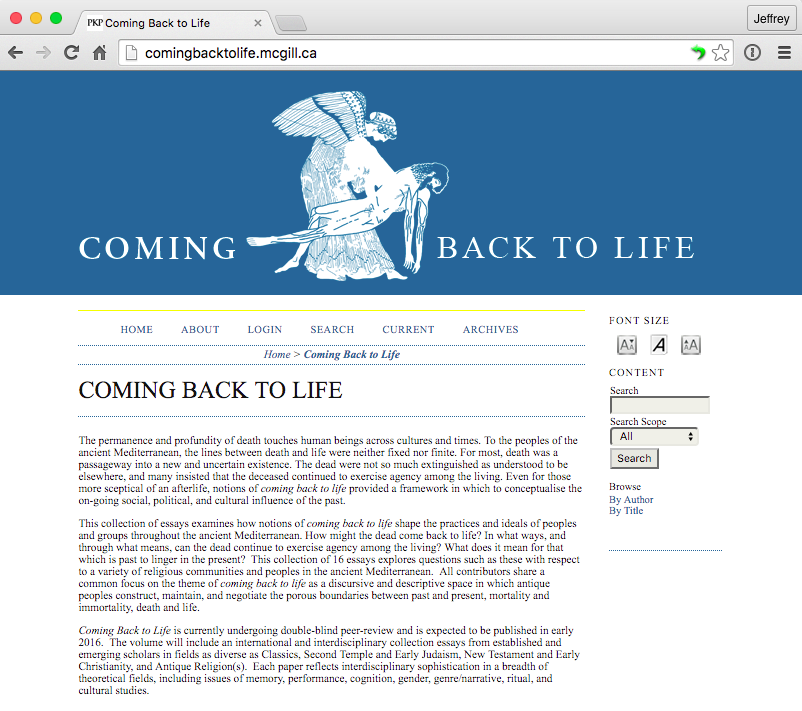 PKP Coming Back to Life
Jeffrey
comingbacktolife.mcgill.ca
COMING BACK TO LIFE
HOME ABOUT LOGIN SEARCH CURRENT ARCHIVES
Home > Coming Back to Life
COMING BACK TO LIFE
The permanence and profundity of death touches human beings across cultures and times. To the peoples of the
ancient Mediterranean, the lines between death and life were neither fixed nor finite. For most, death was a
passageway into a new and uncertain existence. The dead were not so much extinguished as understood to be
elsewhere, and many insisted that the deceased continued to exercise agency among the living. Even for those
more sceptical of an afterlife, notions of coming back to life provided a framework in which to conceptualise the
on-going social, political, and cultural influence of the past.
This collection of essays examines how notions of coming back to life shape the practices and ideals of peoples
and groups throughout the ancient Mediterranean. How might the dead come back to life? In what ways, and
through what means, can the dead continue to exercise agency among the living? What does it mean for that
which is past to linger in the present?  This collection of 16 essays explores questions such as these with respect
to a variety of religious communities and peoples in the ancient Mediterranean.  All contributors share a
common focus on the theme of coming back to life as a discursive and descriptive space in which antique
peoples construct, maintain, and negotiate the porous boundaries between past and present, mortality and
immortality, death and life.
Coming Back to Life is currently undergoing double-blind peer-review and is expected to be published in early
2016.  The volume will include an international and interdisciplinary collection essays from established and
emerging scholars in fields as diverse as Classics, Second Temple and Early Judaism, New Testament and Early
Christianity, and Antique Religion(s).  Each paper reflects interdisciplinary sophistication in a breadth of
theoretical fields, including issues of memory, performance, cognition, gender, genre/narrative, ritual, and
cultural studies.
FONT SIZE
A A A
CONTENT
Search
Search Scope
All
Search
Browse
By Author
By Title